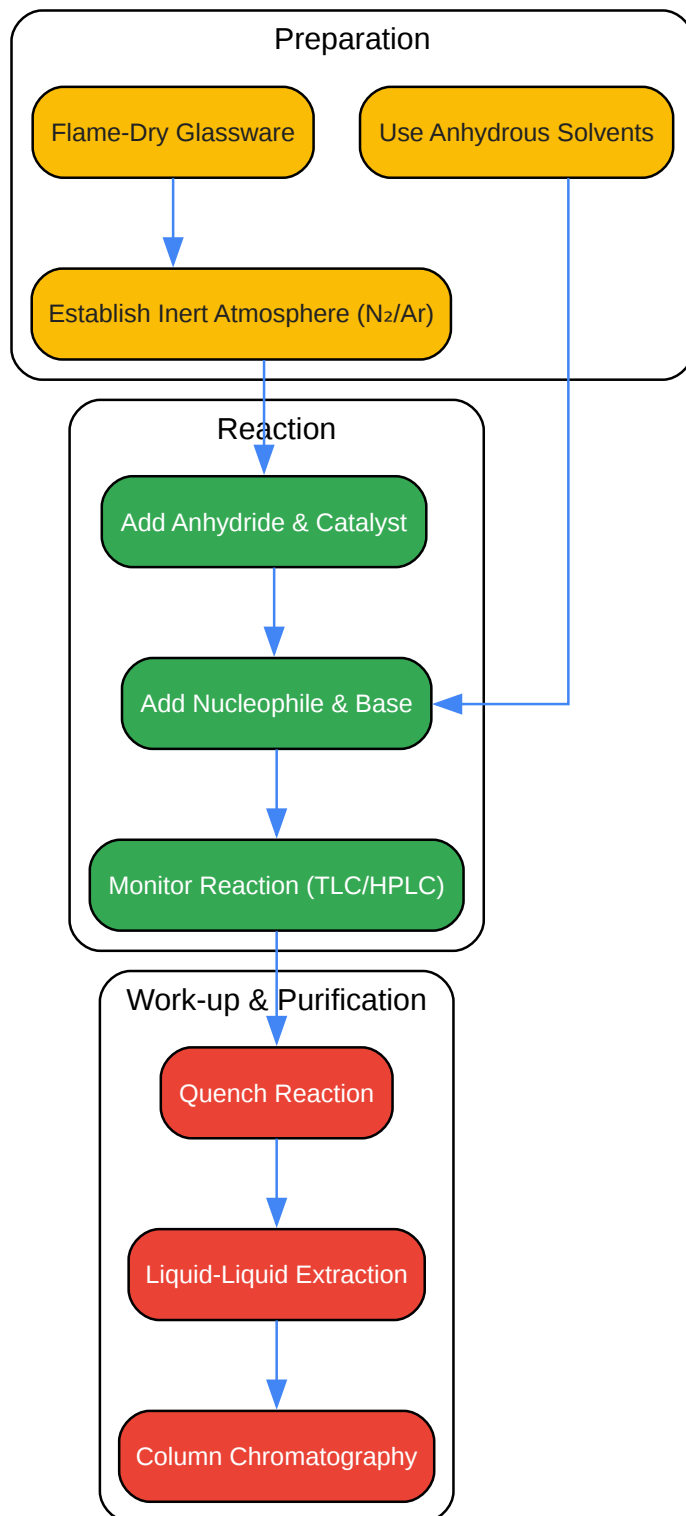 Preparation
Flame-Dry Glassware
Use Anhydrous Solvents
Establish Inert Atmosphere (N₂/Ar)
Reaction
Add Anhydride & Catalyst
Add Nucleophile & Base
Monitor Reaction (TLC/HPLC)
Work-up & Purification
Quench Reaction
Liquid-Liquid Extraction
Column Chromatography